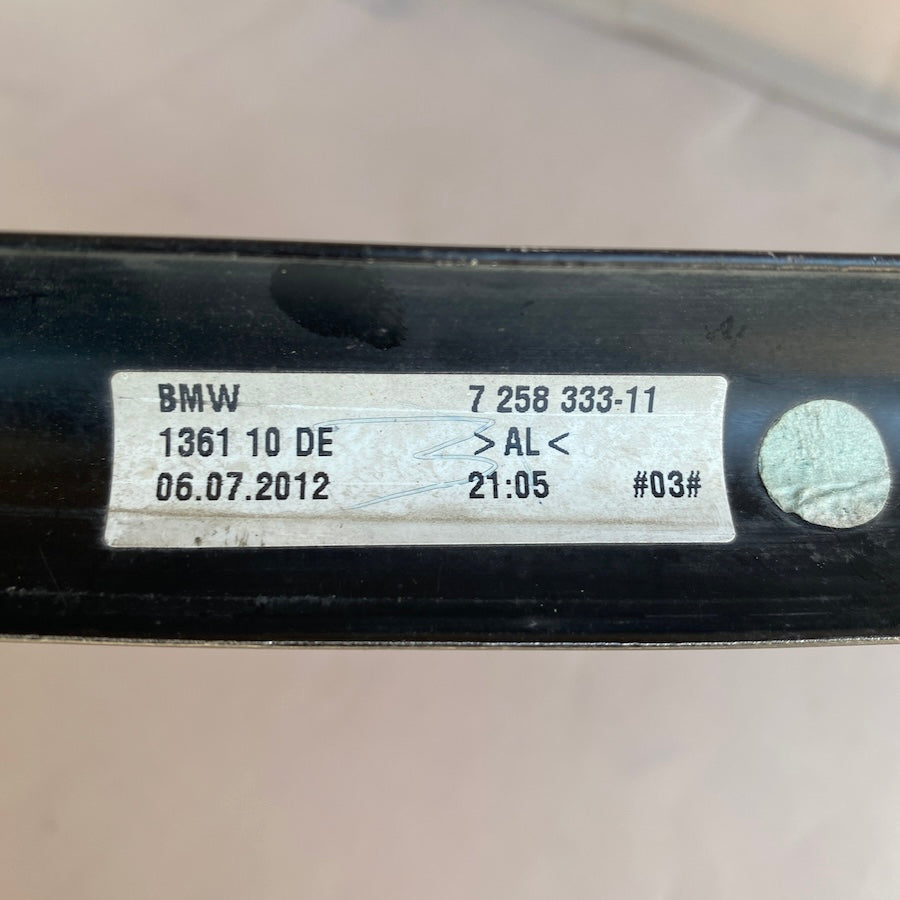 BMW 7 258 333-11
1361 10 DE >AL<
06.07.2012 21:05 #03#